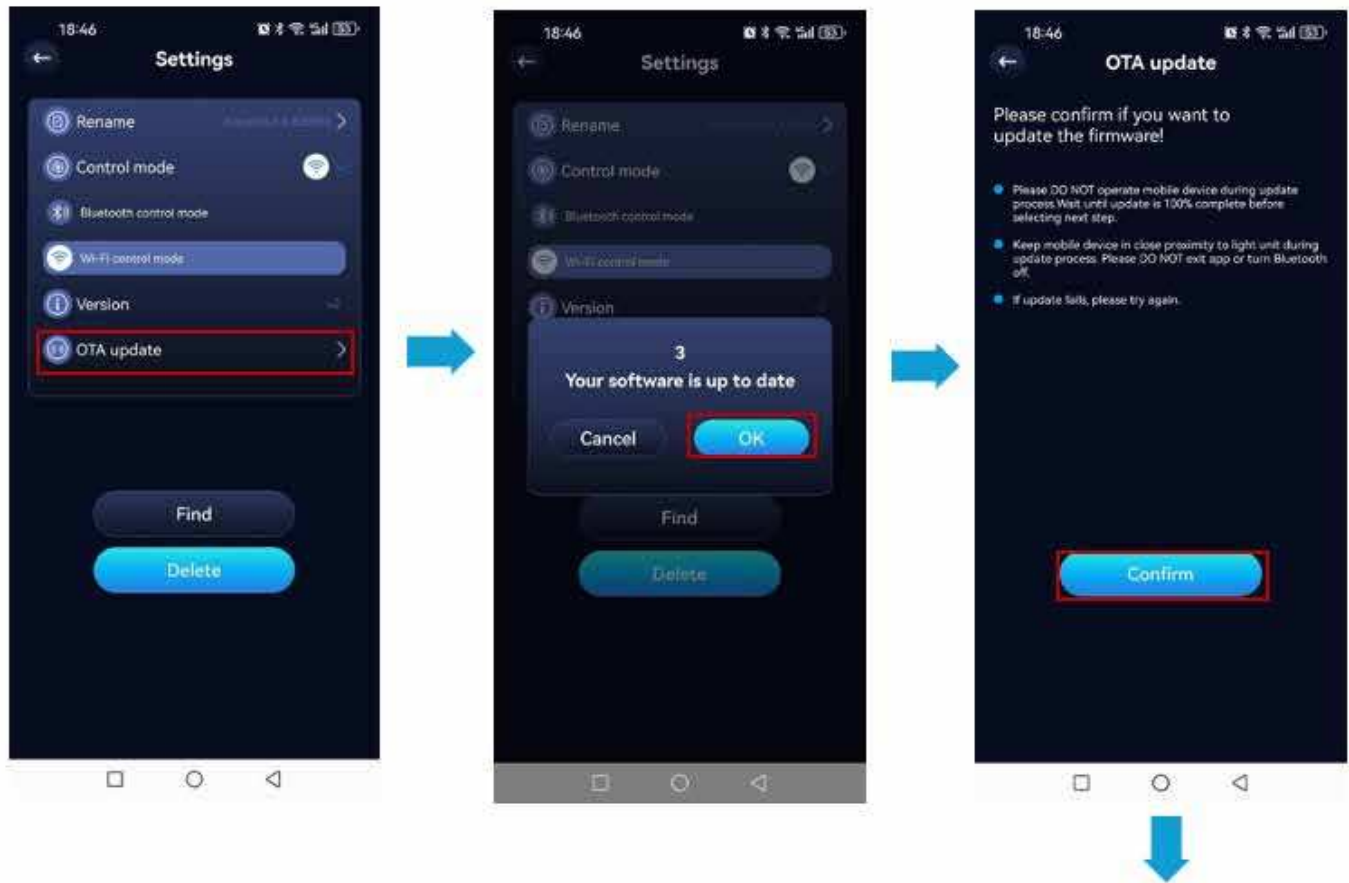 18:46
Settings
Rename
Control mode
Bluetooth control mode
Wi-Fi control mode
Version
OTA update
Find
Delete
18:46
Settings
Rename
Control mode
Bluetooth control mode
Wi-Fi control mode
Version
3
Your software is up to date
Cancel
OK
Find
Delete
18:46
OTA update
Please confirm if you want to
update the firmware!
Please DO NOT operate mobile device during update
process.Wait until update is 100% complete before
selecting next step.
Keep mobile device in close proximity to light unit during
update process. Please DO NOT exit app or turn Bluetooth
off.
If update fails, please try again.
Confirm